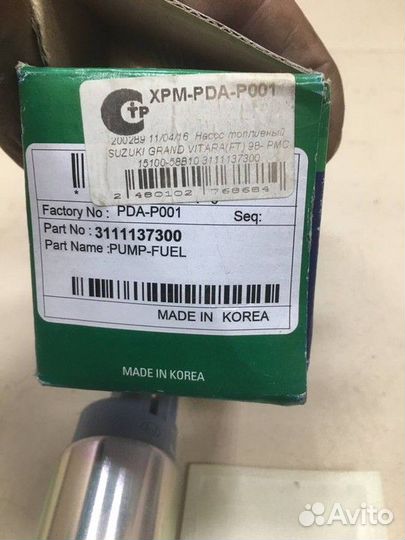 стр
XPM-PDA-P001
200289 11/04/16 Насос топливный
SUZUKI GRAND VITARA(FT) 98- PMC
15100-58B10 3111137300
2 480102 768684
Factory No : PDA-P001 Seq:
Part No : 3111137300
Part Name :PUMP-FUEL
MADE IN KOREA
MADE IN KOREA
Avito